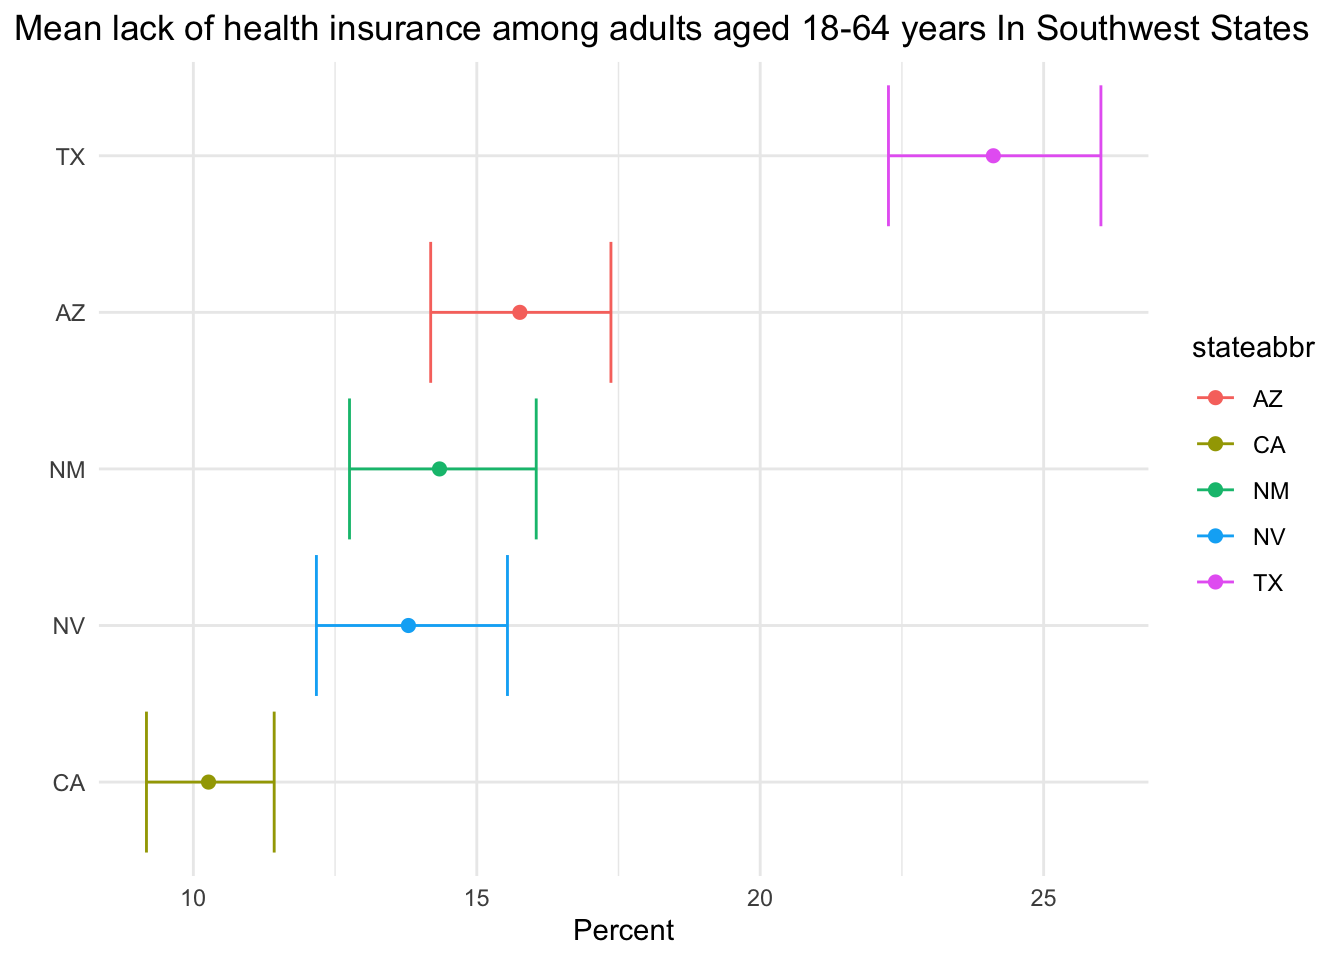 Mean lack of health insurance among adults aged 18-64 years In Southwest States
TX
AZ
NM
NV
CA
10 15 20 25
Percent
stateabbr
AZ
CA
NM
NV
TX